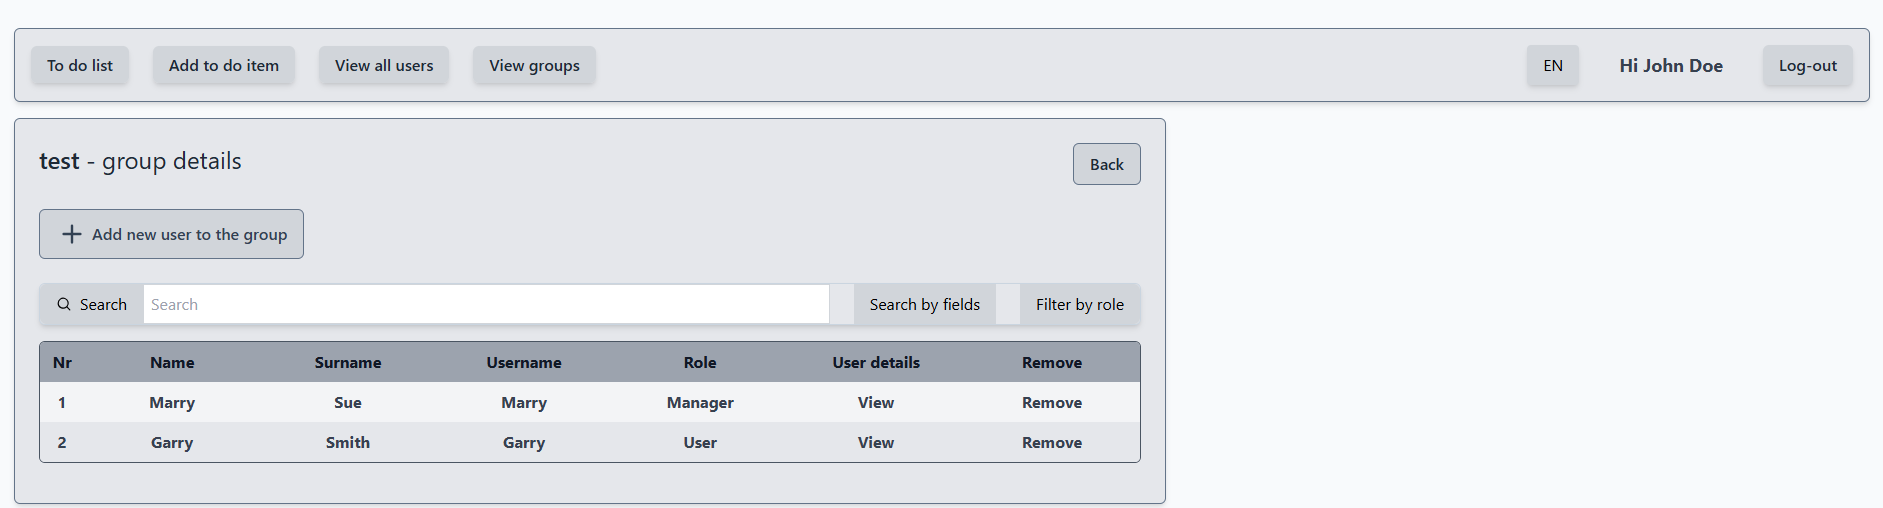 To do list Add to do item View all users View groups EN Hi John Doe Log-out
test - group details Back
Add new user to the group
Search Search Search by fields Filter by role
Nr Name Surname Username Role User details Remove
1 Marry Sue Marry Manager View Remove
2 Garry Smith Garry User View Remove